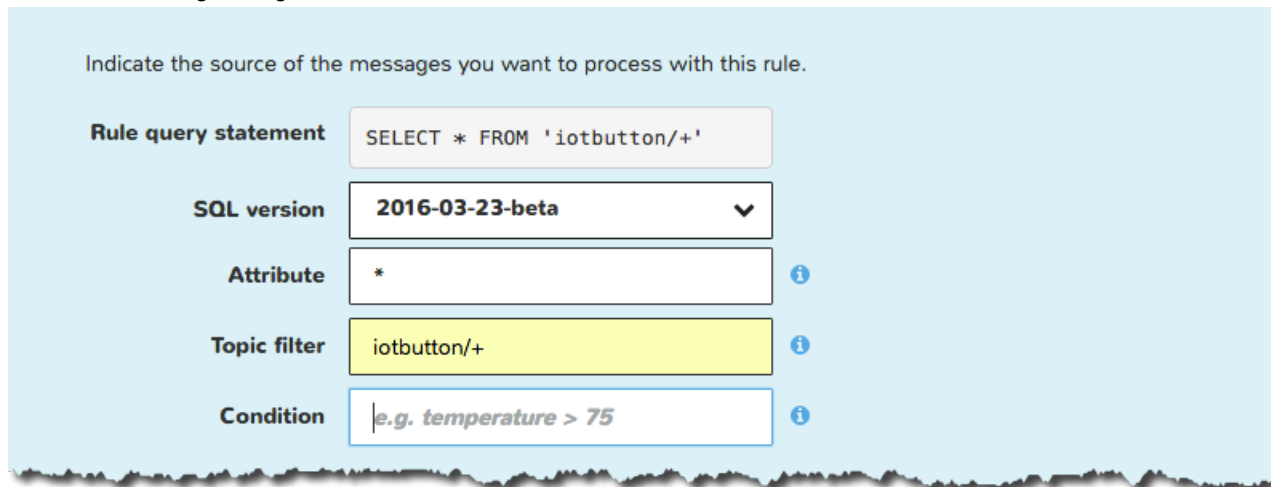 Indicate the source of the messages you want to process with this rule.
Rule query statement SELECT * FROM 'iotbutton/+'
SQL version 2016-03-23-beta
Attribute *
Topic filter iotbutton/+
Condition e.g. temperature > 75